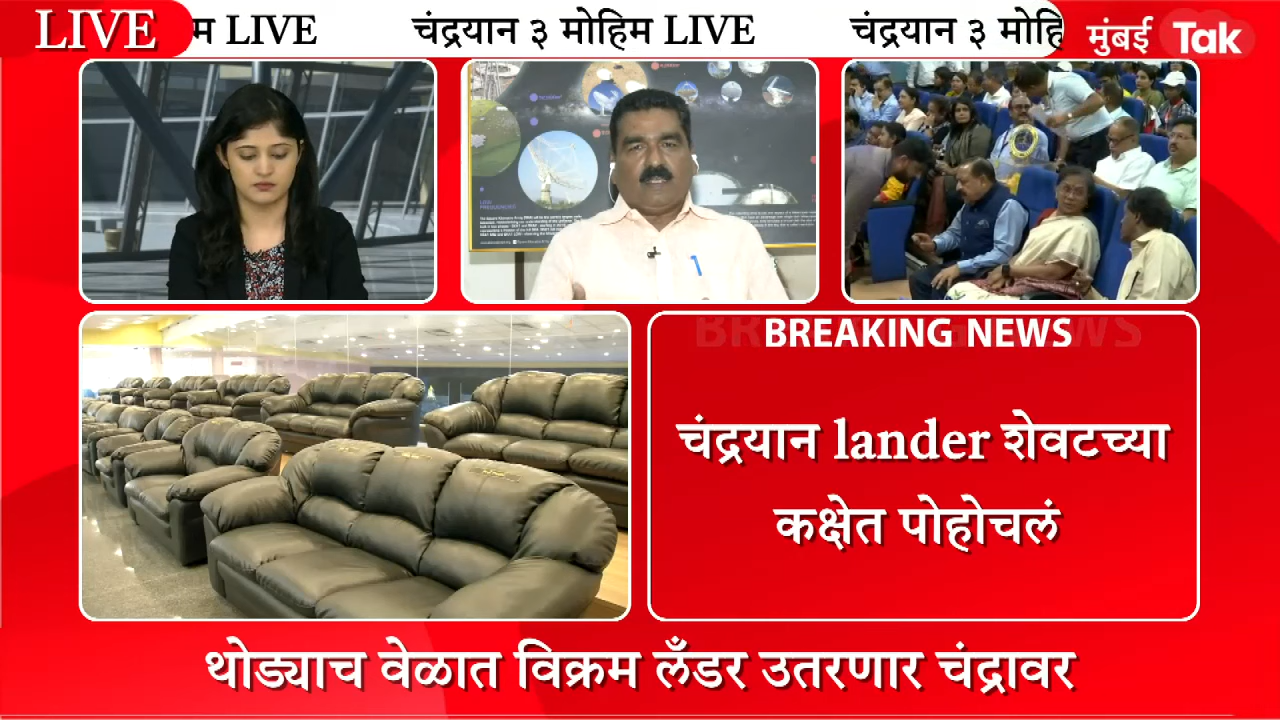 LIVE
म LIVE
चंद्रयान ३ मोहिम LIVE
चंद्रयान ३ मोहि
मुंबई Tak
BREAKING NEWS
चंद्रयान lander शेवटच्या
कक्षेत पोहोचलं
थोड्याच वेळात विक्रम लँडर उतरणार चंद्रावर